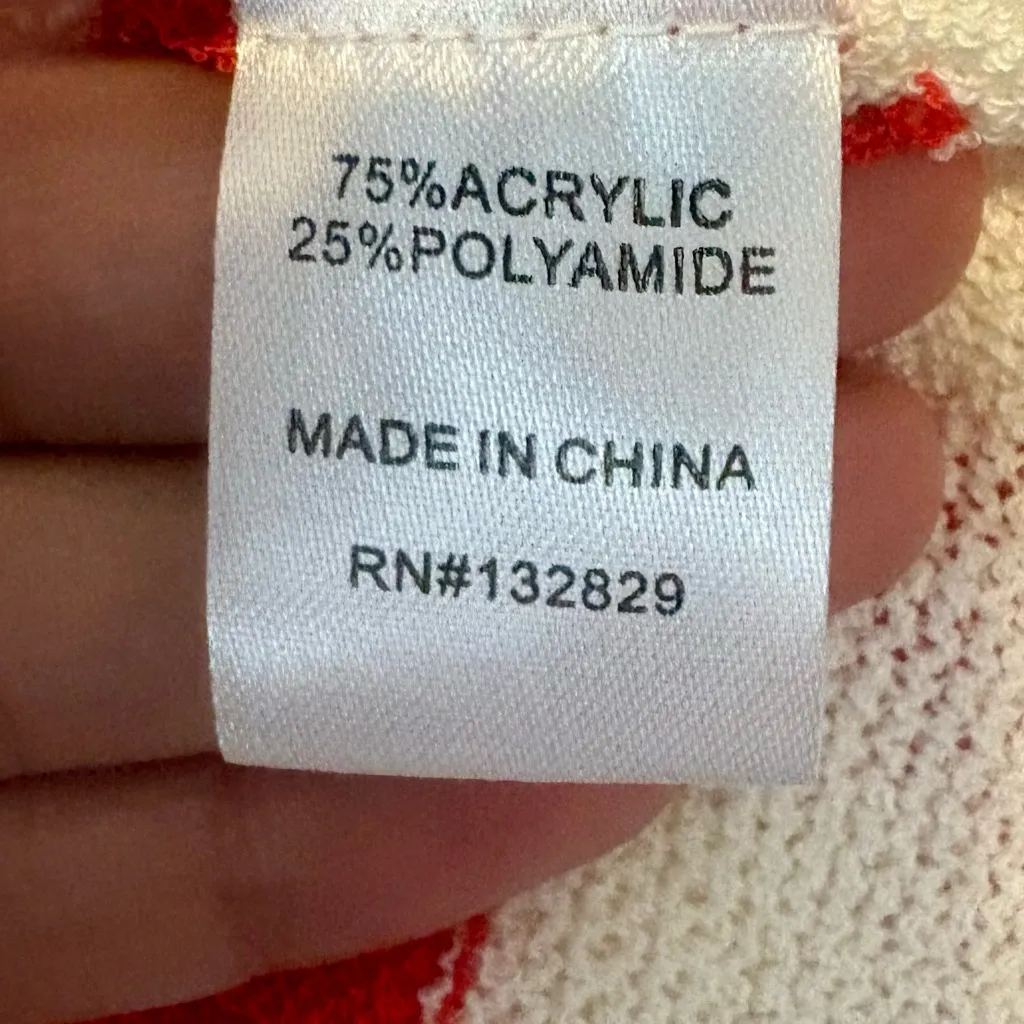 75%ACRYLIC
25%POLYAMIDE
MADE IN CHINA
RN#132829